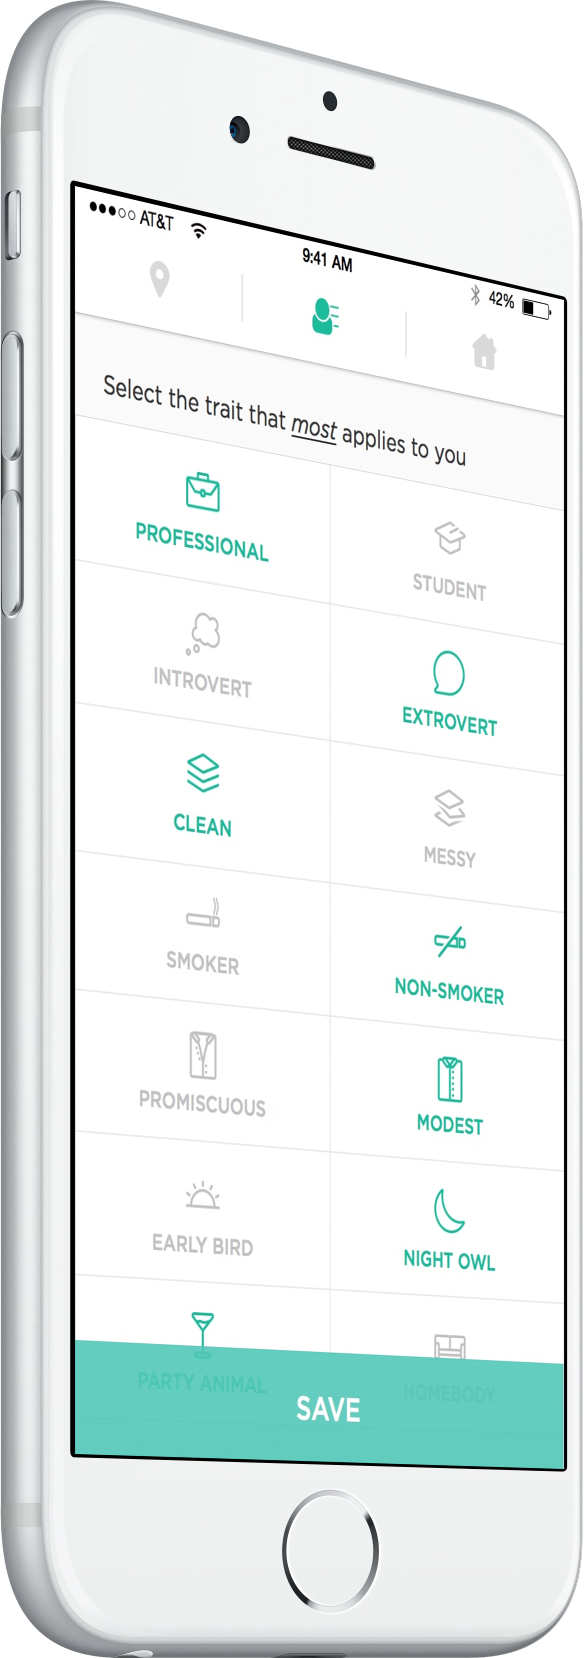 AT&T
9:41 AM
42%
Select the trait that most applies to you
PROFESSIONAL
STUDENT
INTROVERT
EXTROVERT
CLEAN
MESSY
SMOKER
NON-SMOKER
PROMISCUOUS
MODEST
EARLY BIRD
NIGHT OWL
PARTY ANIMAL
HOMEBODY
SAVE